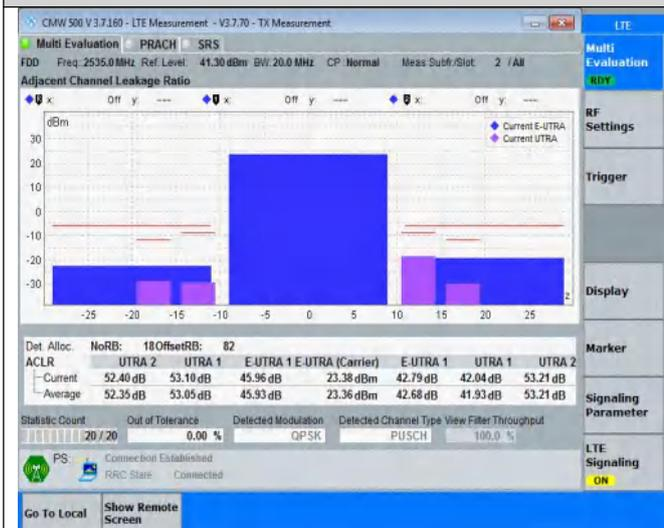 CMW 500 V 3.7.160 - LTE Measurement - V3.7.70 - TX Measurement
LTE
Multi Evaluation PRACH SRS
Multi
Evaluation
RDY
FDD Freq.:2535.0 MHz Ref. Level: 41.30 dBm BW: 20.0 MHz CP :Normal Meas Subfr./Slot: 2 / All
Adjacent Channel Leakage Ratio
x: Off y: --- x: Off y: --- x: Off y: ---
dBm
Current E-UTRA
Current UTRA
30
20
10
0
-10
-20
-30
-25 -20 -15 -10 -5 0 5 10 15 20 25
z
RF
Settings
Trigger
Display
Marker
Signaling
Parameter
LTE
Signaling
ON
Det. Alloc. NoRB: 18OffsetRB: 82
ACLR UTRA 2 UTRA 1 E-UTRA 1 E-UTRA (Carrier) E-UTRA 1 UTRA 1 UTRA 2
Current 52.40 dB 53.10 dB 45.96 dB 23.38 dBm 42.79 dB 42.04 dB 53.21 dB
Average 52.35 dB 53.05 dB 45.93 dB 23.36 dBm 42.68 dB 41.93 dB 53.21 dB
Statistic Count Out of Tolerance Detected Modulation Detected Channel Type View Filter Throughput
20 / 20 0.00 % QPSK PUSCH 100.0 %
PS: Connection Established
RRC State Connected
Go To Local
Show Remote
Screen